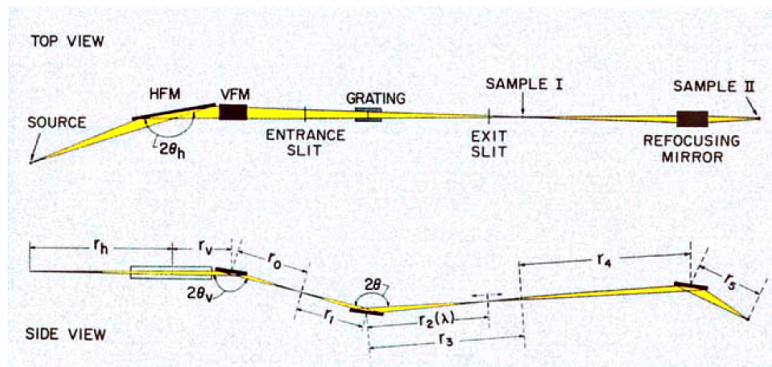 TOP VIEW
HFM
VFM
SOURCE
2θh
ENTRANCE
SLIT
GRATING
EXIT
SLIT
SAMPLE I
SAMPLE II
REFOCUSING
MIRROR
rh
rv
ro
2θv
2θ
r1
r2(λ)
r3
r4
r5
SIDE VIEW